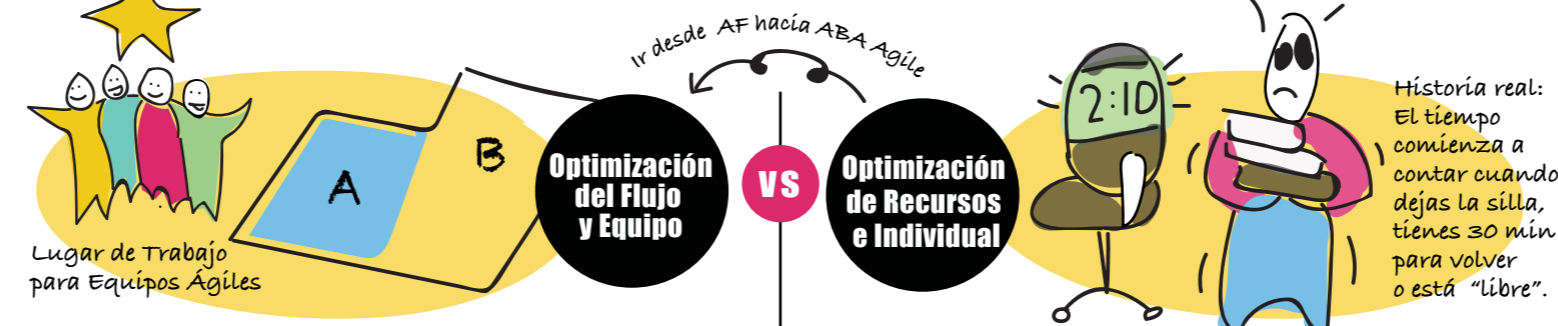 Ir desde AF hacia ABA Agile
A
B
Lugar de Trabajo
para Equipos Ágiles
Optimización
del Flujo
y Equipo
VS
Optimización
de Recursos
e Individual
2:10
Historia real:
El tiempo
comienza a
contar cuando
dejas la silla,
tienes 30 min
para volver
o está “libre”.